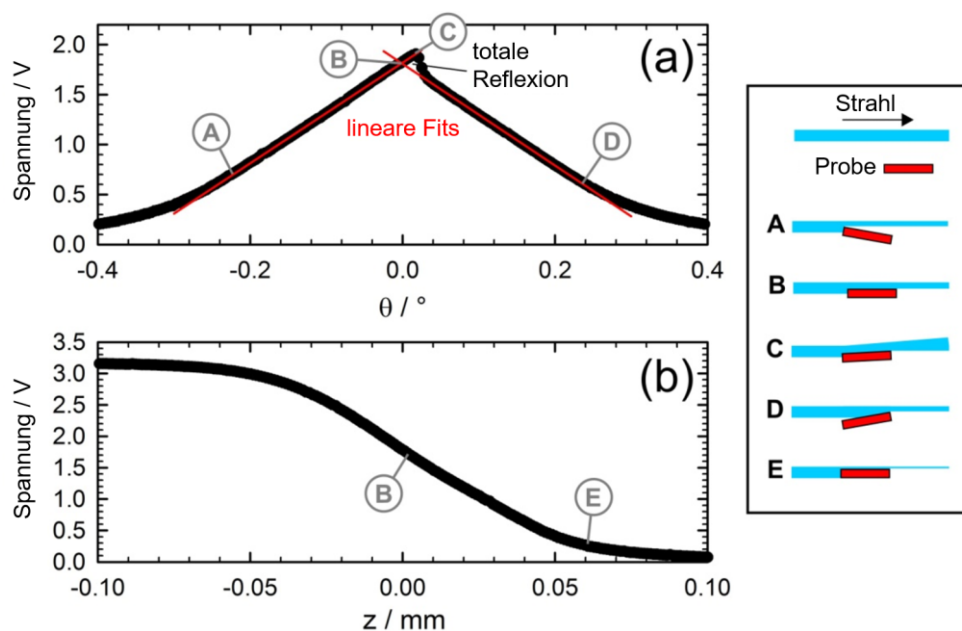 (a)
Spannung / V
2.0
1.5
1.0
0.5
0.0
-0.4
-0.2
0.0
0.2
0.4
θ / °
A
B
C
D
totale
Reflexion
lineare Fits
(b)
Spannung / V
3.5
3.0
2.5
2.0
1.5
1.0
0.5
0.0
-0.10
-0.05
0.00
0.05
0.10
z / mm
B
E
Strahl
Probe
A
B
C
D
E